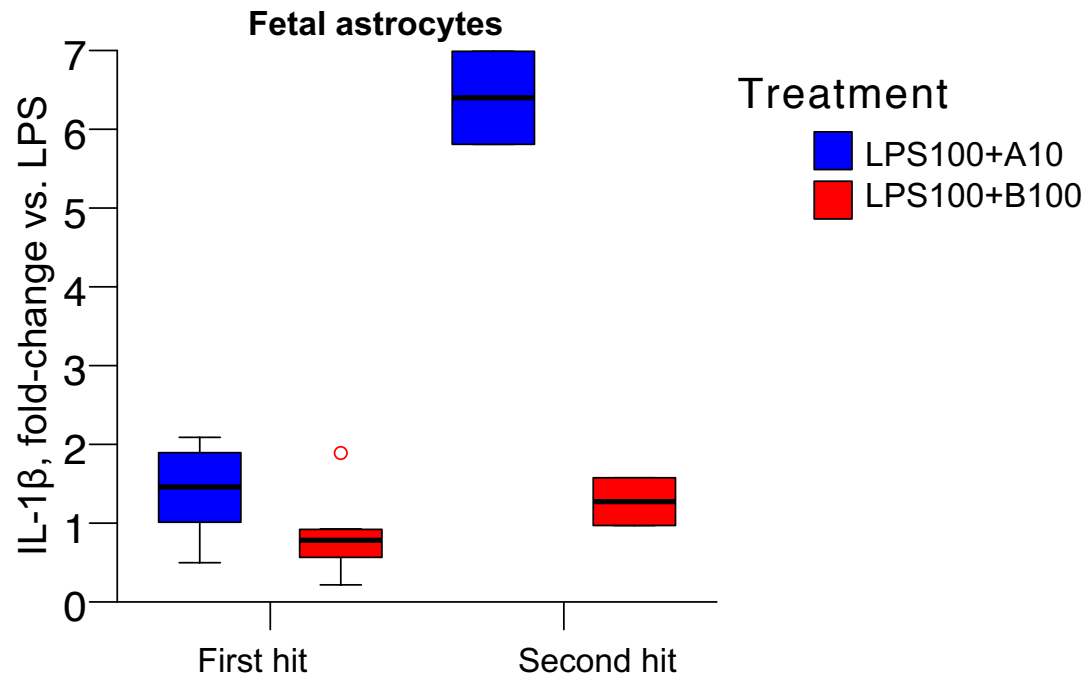 Fetal astrocytes
IL-1β, fold-change vs. LPS
7
6
5
4
3
2
1
0
First hit
Second hit
Treatment
LPS100+A10
LPS100+B100